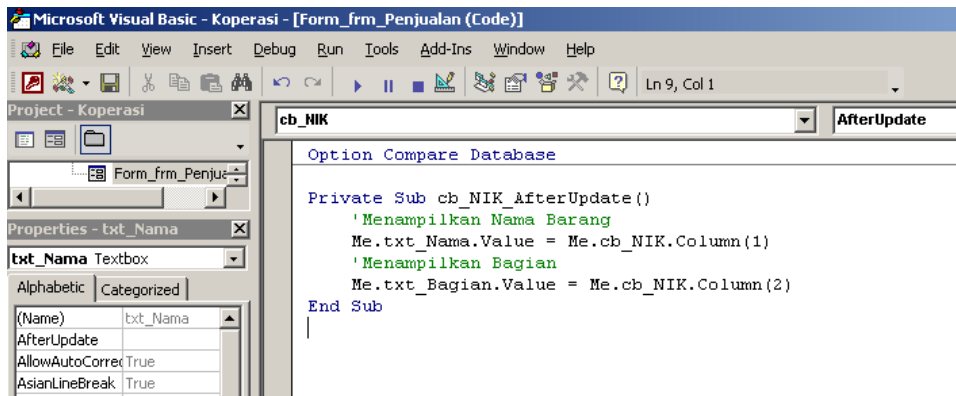 Microsoft Visual Basic - Koperasi - [Form_frm_Penjualan (Code)]
File Edit View Insert Debug Run Tools Add-Ins Window Help
Ln 9, Col 1
Project - Koperasi
cb_NIK
AfterUpdate
Form_frm_Penjua
Properties - txt_Nama
txt_Nama Textbox
Alphabetic Categorized
(Name) txt_Nama
AfterUpdate
AllowAutoCorrec True
AsianLineBreak True
Option Compare Database
Private Sub cb_NIK_AfterUpdate()
'Menampilkan Nama Barang
Me.txt_Nama.Value = Me.cb_NIK.Column(1)
'Menampilkan Bagian
Me.txt_Bagian.Value = Me.cb_NIK.Column(2)
End Sub